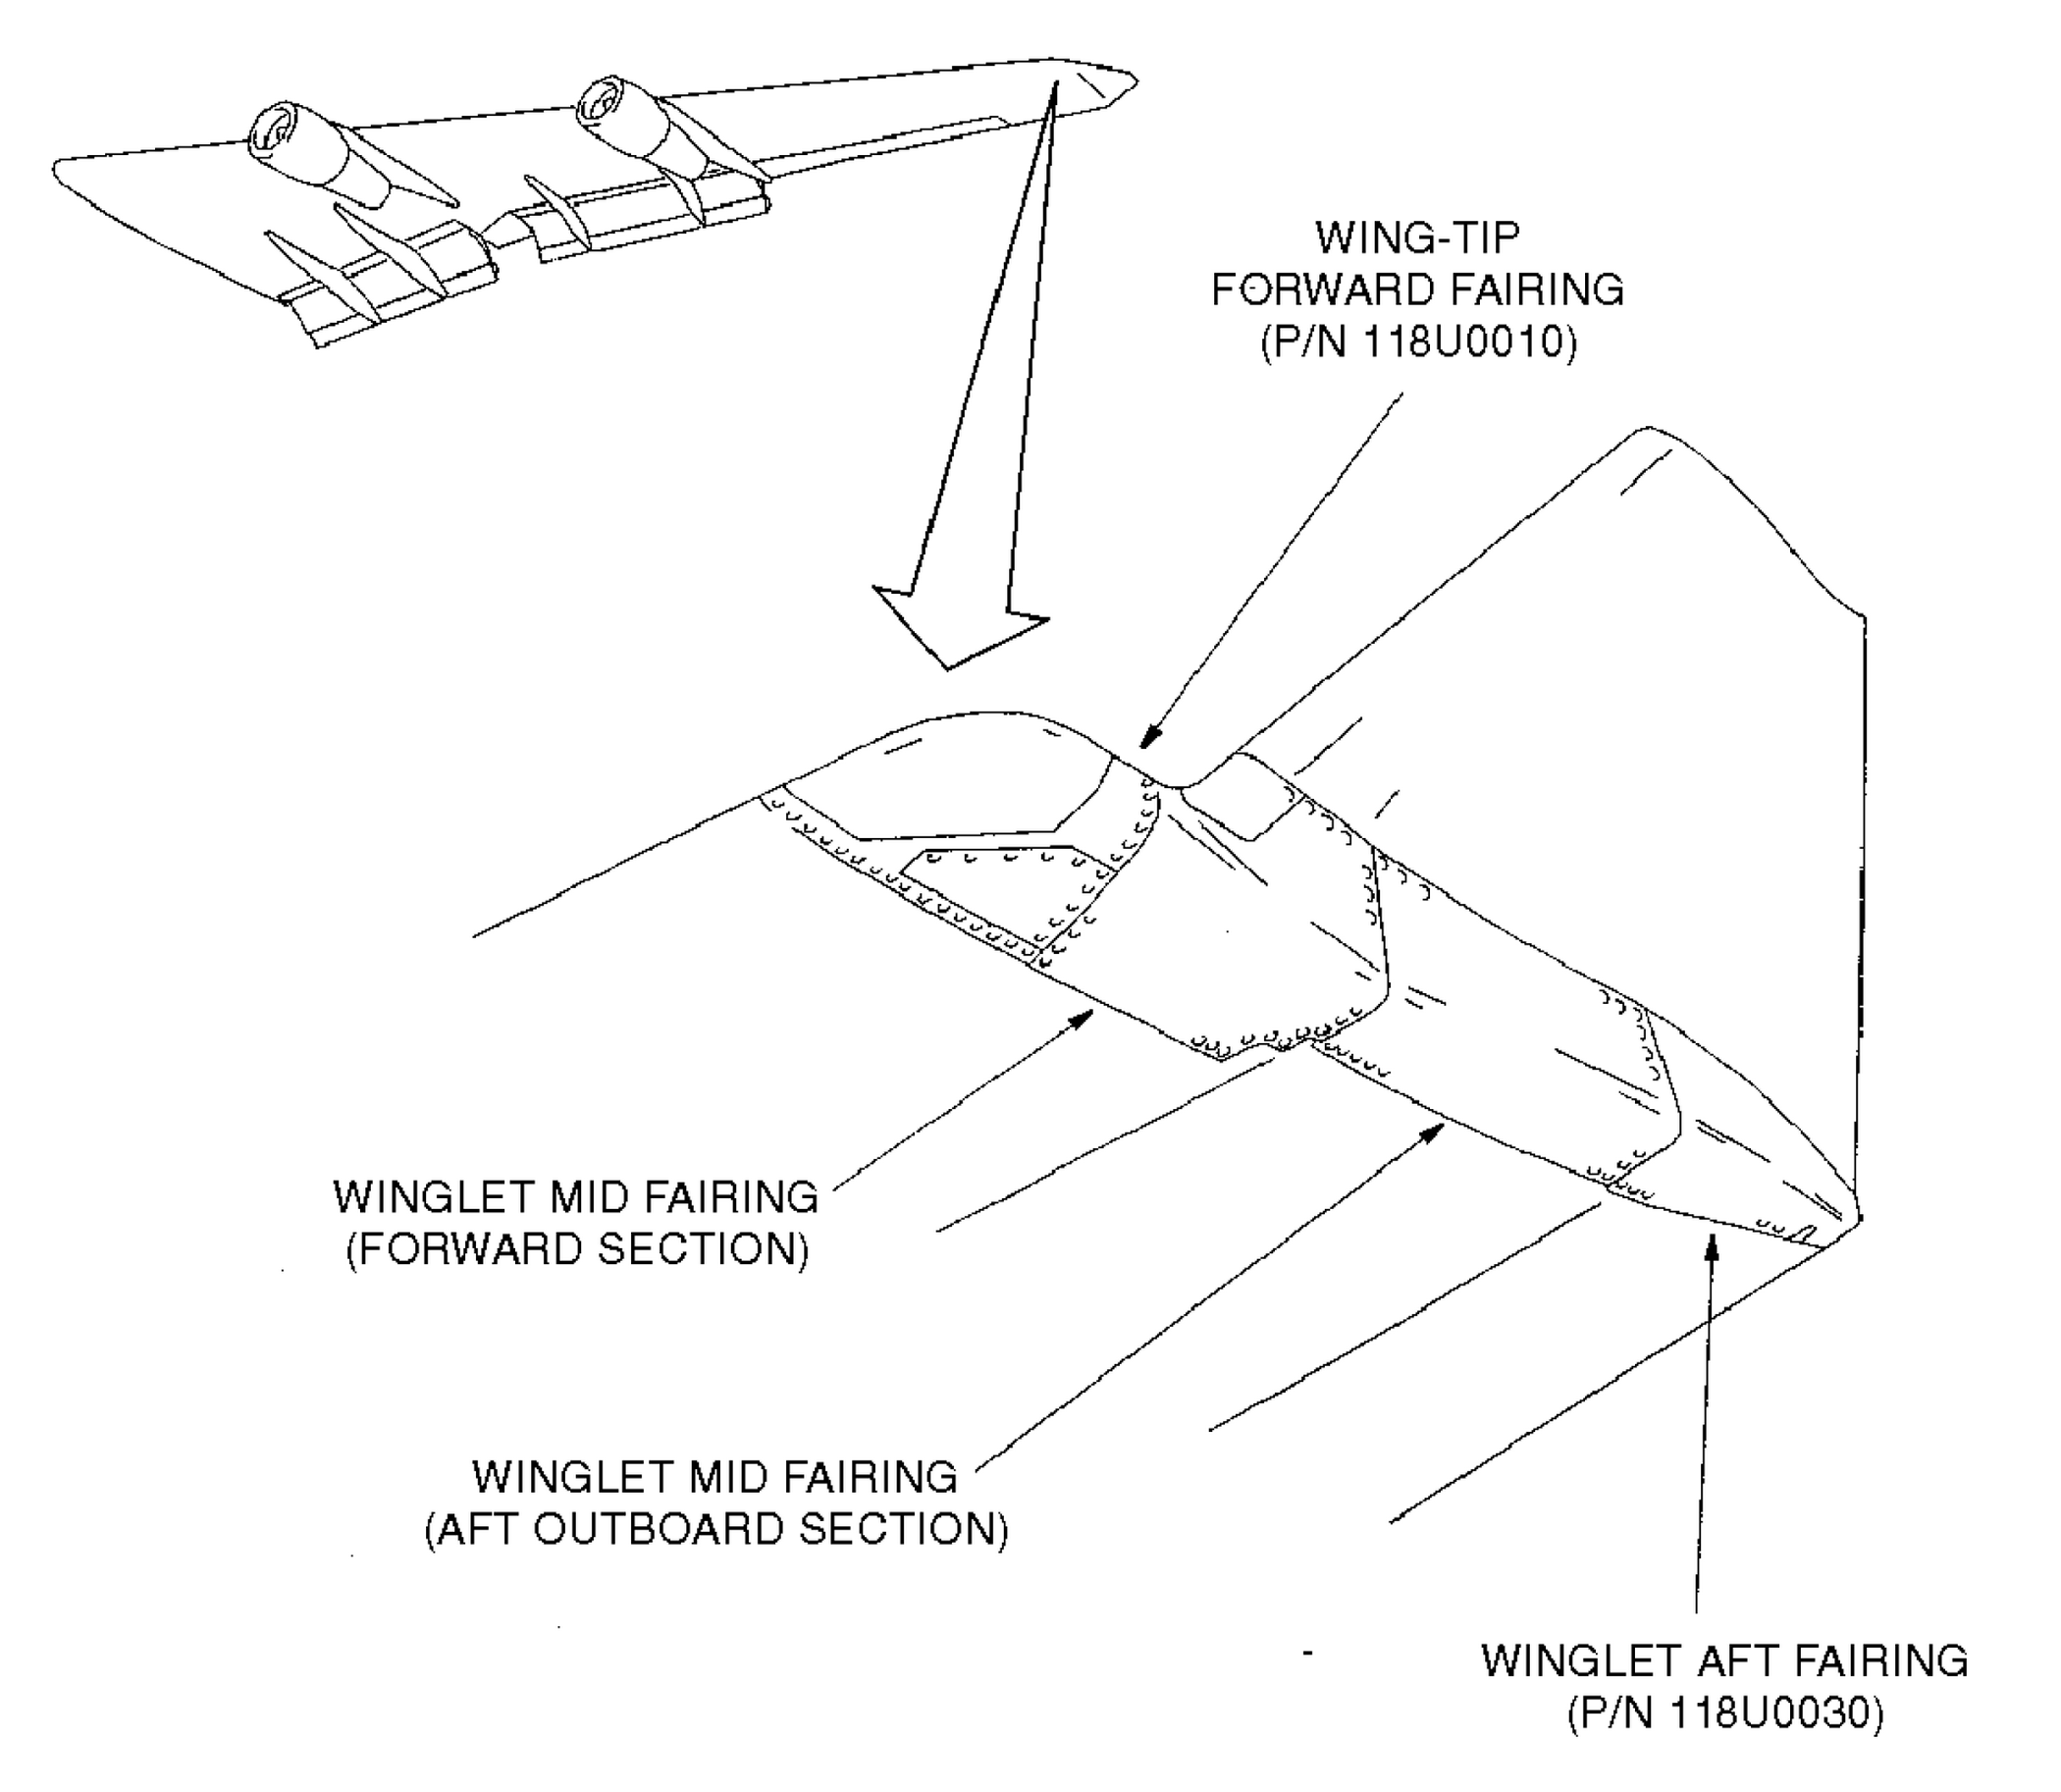 WING-TIP
FORWARD FAIRING
(P/N 118U0010)
WINGLET MID FAIRING
(FORWARD SECTION)
WINGLET MID FAIRING
(AFT OUTBOARD SECTION)
WINGLET AFT FAIRING
(P/N 118U0030)